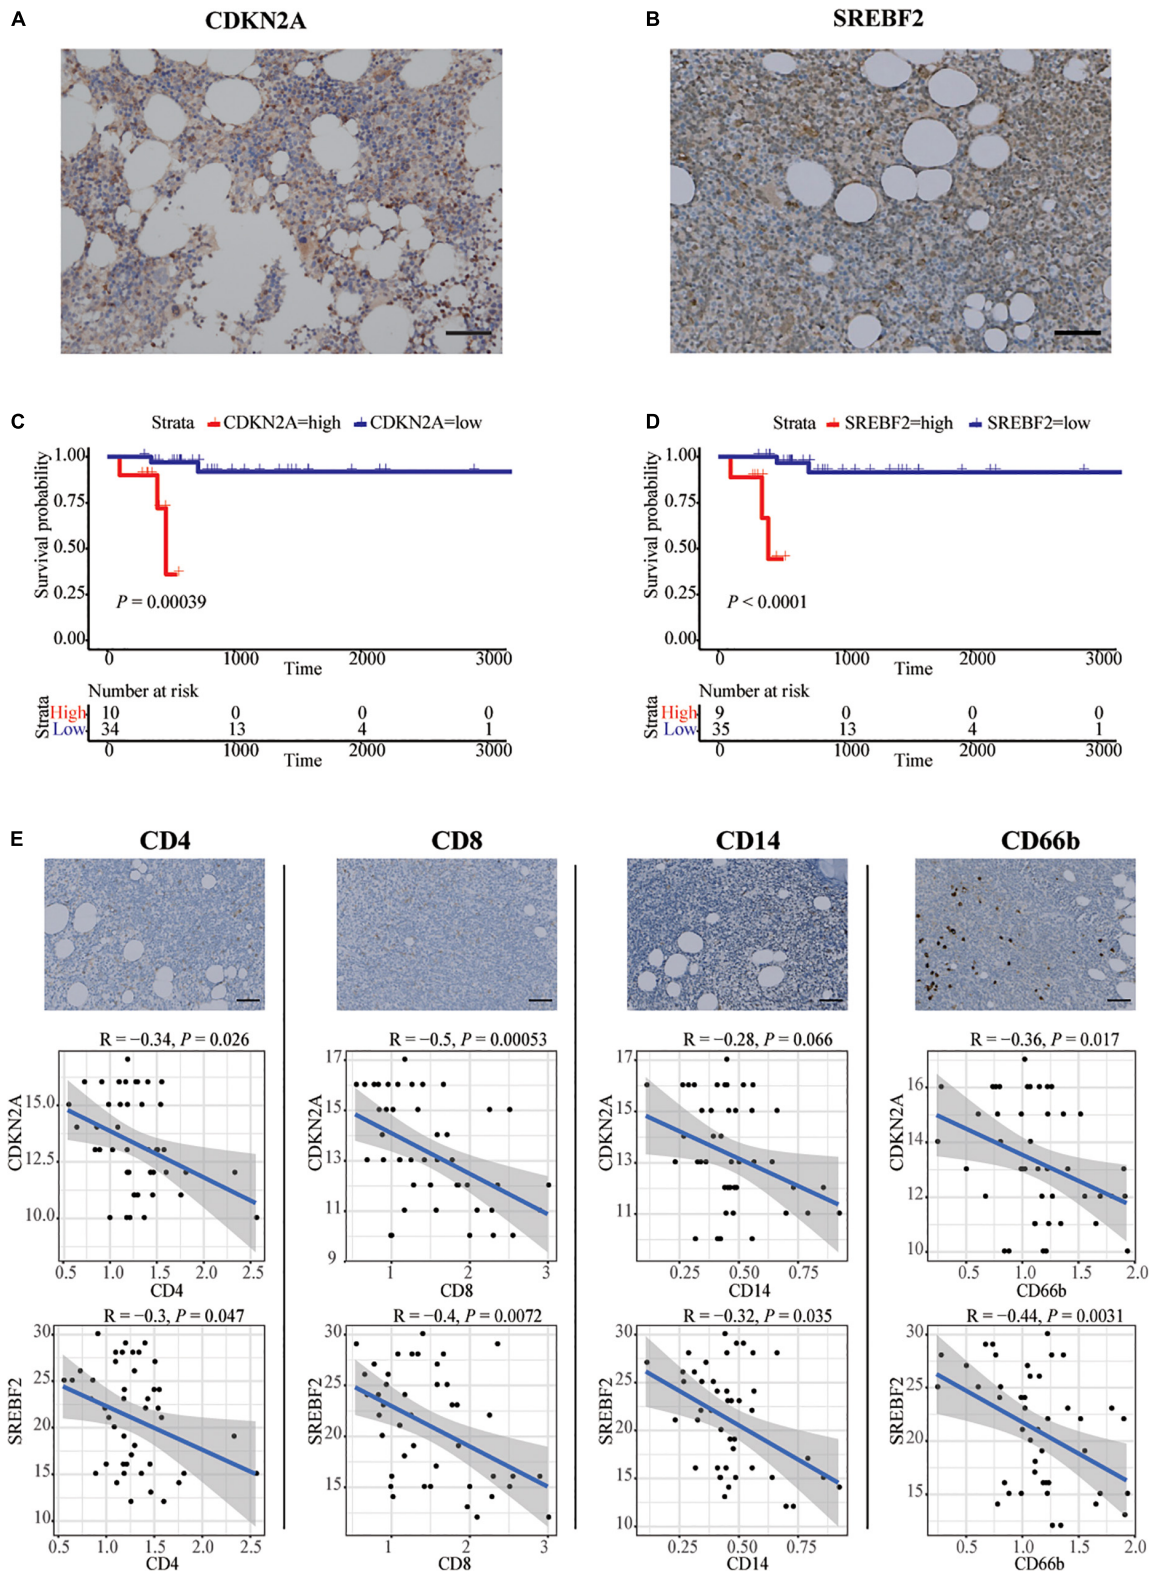 A
CDKN2A
B
SREBF2
C
Strata CDKN2A=high CDKN2A=low
Survival probability
1.00
0.75
0.50
0.25
0.00
P = 0.00039
0 1000 2000 3000
Time
Number at risk
Strata
High 10 0 0 0
Low 34 13 4 1
0 1000 2000 3000
Time
D
Strata SREBF2=high SREBF2=low
Survival probability
1.00
0.75
0.50
0.25
0.00
P < 0.0001
0 1000 2000 3000
Time
Number at risk
Strata
High 9 0 0 0
Low 35 13 4 1
0 1000 2000 3000
Time
E
CD4
CD8
CD14
CD66b
R = −0.34, P = 0.026
CDKN2A
15.0
12.5
10.0
0.5 1.0 1.5 2.0 2.5
CD4
R = −0.5, P = 0.00053
CDKN2A
17
15
13
11
9
1 2 3
CD8
R = −0.28, P = 0.066
CDKN2A
17
15
13
11
0.25 0.50 0.75
CD14
R = −0.36, P = 0.017
CDKN2A
16
14
12
10
0.5 1.0 1.5 2.0
CD66b
R = −0.3, P = 0.047
SREBF2
30
25
20
15
10
0.5 1.0 1.5 2.0 2.5
CD4
R = −0.4, P = 0.0072
SREBF2
30
25
20
15
1 2 3
CD8
R = −0.32, P = 0.035
SREBF2
30
25
20
15
10
0.25 0.50 0.75
CD14
R = −0.44, P = 0.0031
SREBF2
30
25
20
15
0.5 1.0 1.5 2.0
CD66b